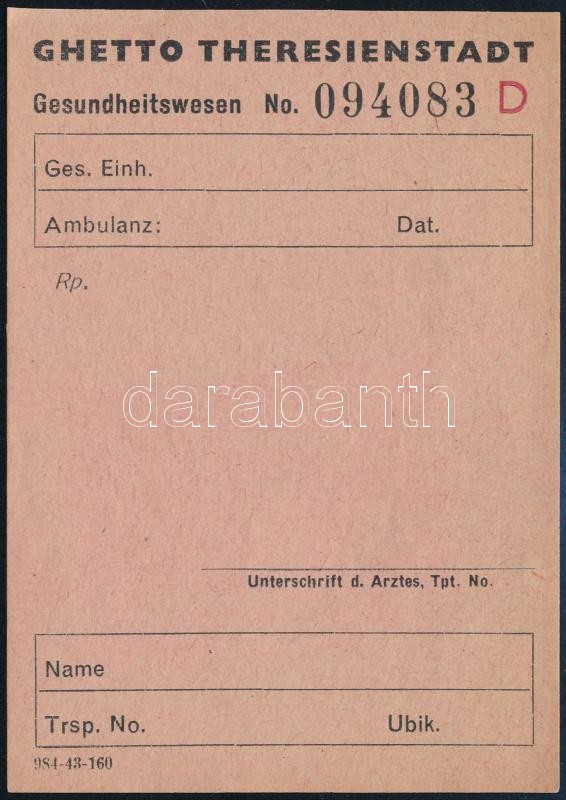 GHETTO THERESIENSTADT
Gesundheitswesen No. 094083 D
Ges. Einh.
Ambulanz: Dat.
Rp.
darabanth
Unterschrift d. Arztes, Tpt. No.
Name
Trsp. No. Ubik.
984-43-160